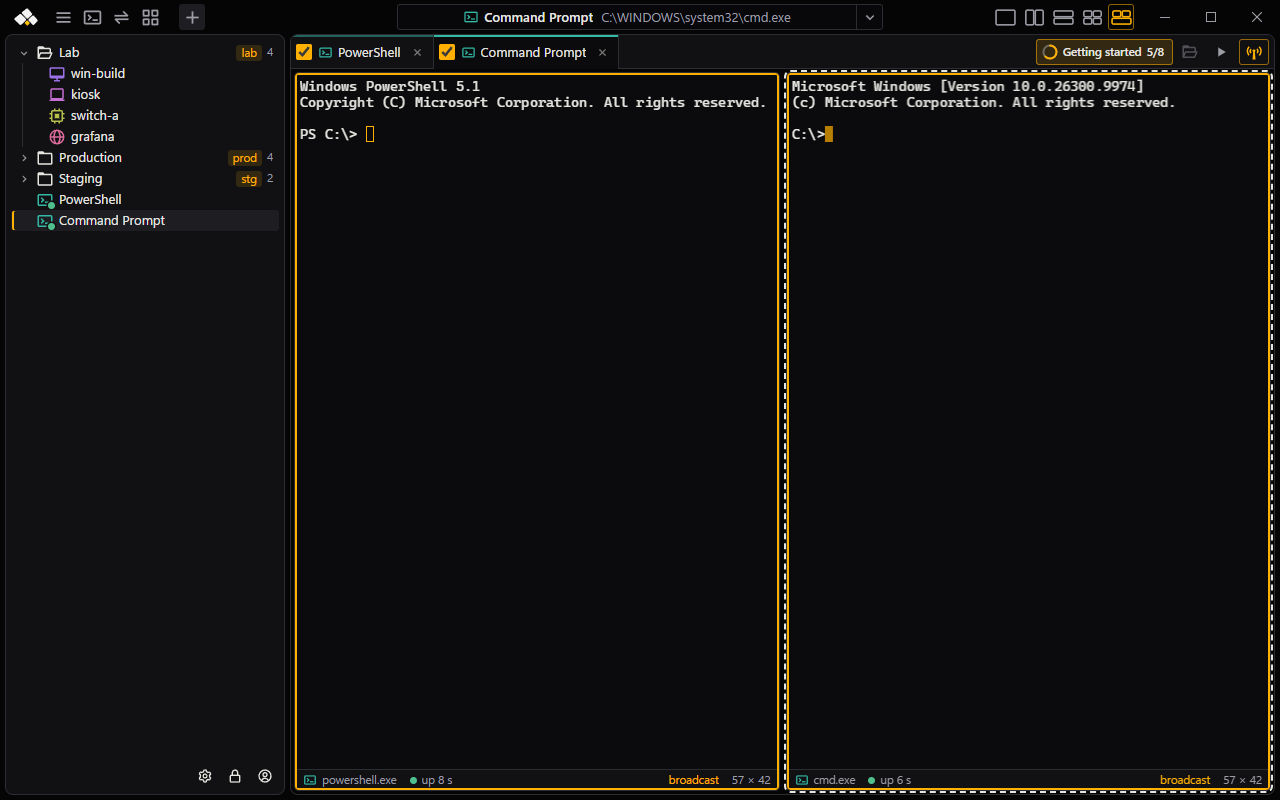 Command Prompt C:\WINDOWS\system32\cmd.exe
Lab lab 4
win-build
kiosk
switch-a
grafana
Production prod 4
Staging stg 2
PowerShell
Command Prompt
PowerShell
Command Prompt
Getting started 5/8
Windows PowerShell 5.1
Copyright (C) Microsoft Corporation. All rights reserved.
PS C:\>
powershell.exe up 8 s broadcast 57 × 42
Microsoft Windows [Version 10.0.26300.9974]
(c) Microsoft Corporation. All rights reserved.
C:\>
cmd.exe up 6 s broadcast 57 × 42